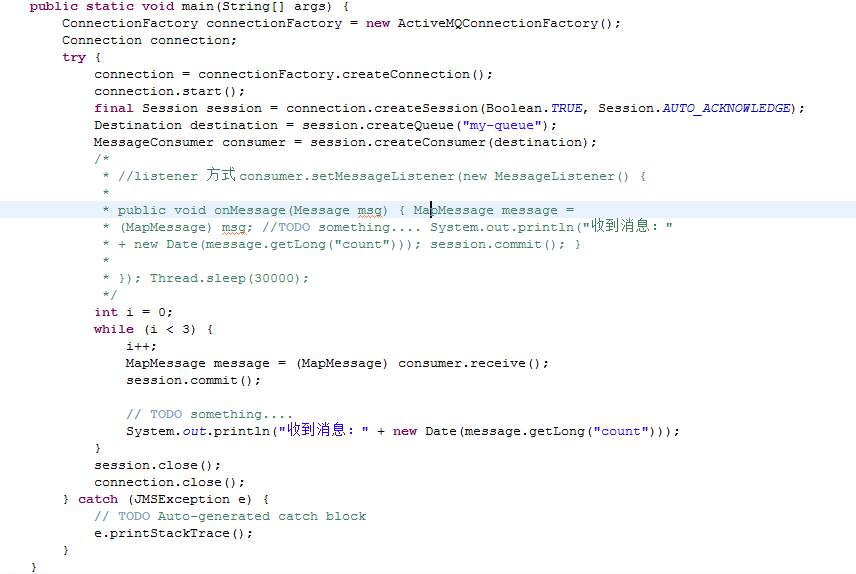 public static void main(String[] args) {
    ConnectionFactory connectionFactory = new ActiveMQConnectionFactory();
    Connection connection;
    try {
        connection = connectionFactory.createConnection();
        connection.start();
        final Session session = connection.createSession(Boolean.TRUE, Session.AUTO_ACKNOWLEDGE);
        Destination destination = session.createQueue("my-queue");
        MessageConsumer consumer = session.createConsumer(destination);
        /*
         * //listener 方式 consumer.setMessageListener(new MessageListener() {
         *
         * public void onMessage(Message msg) { MapMessage message =
         * (MapMessage) msg; //TODO something.... System.out.println("收到消息："
         * + new Date(message.getLong("count"))); session.commit(); }
         *
         * }); Thread.sleep(30000);
         */
        int i = 0;
        while (i < 3) {
            i++;
            MapMessage message = (MapMessage) consumer.receive();
            session.commit();

            // TODO something....
            System.out.println("收到消息：" + new Date(message.getLong("count")));
        }
        session.close();
        connection.close();
    } catch (JMSException e) {
        // TODO Auto-generated catch block
        e.printStackTrace();
    }
}